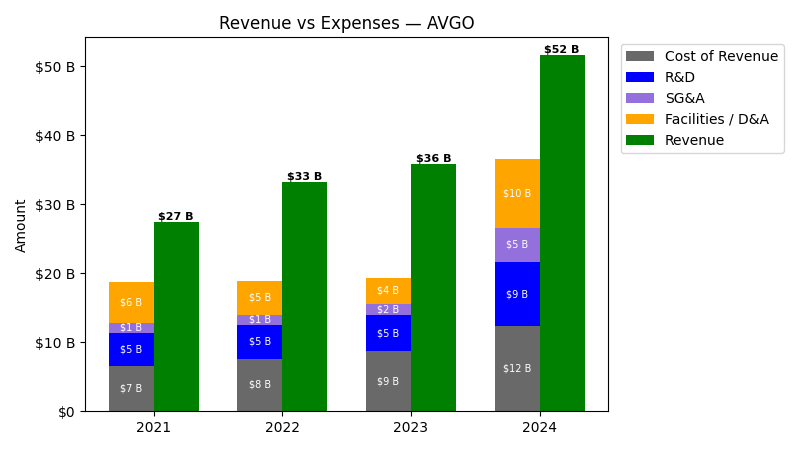 Revenue vs Expenses — AVGO
Amount
$50 B
$40 B
$30 B
$20 B
$10 B
$0
$7 B
$5 B
$1 B
$6 B
$27 B
$8 B
$5 B
$1 B
$5 B
$33 B
$9 B
$5 B
$2 B
$4 B
$36 B
$12 B
$9 B
$5 B
$10 B
$52 B
2021
2022
2023
2024
Cost of Revenue
R&D
SG&A
Facilities / D&A
Revenue